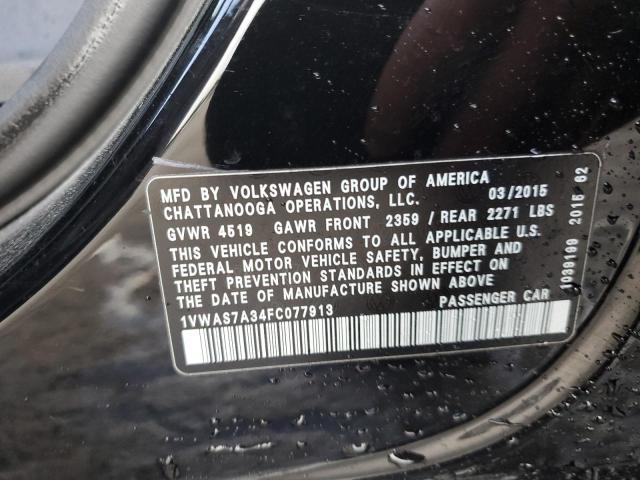 MFD BY VOLKSWAGEN GROUP OF AMERICA 03/2015
CHATTANOOGA OPERATIONS, LLC.
GVWR 4519 GAWR FRONT 2359 / REAR 2271 LBS
THIS VEHICLE CONFORMS TO ALL APPLICABLE U.S.
FEDERAL MOTOR VEHICLE SAFETY, BUMPER AND
THEFT PREVENTION STANDARDS IN EFFECT ON
THE DATE OF MANUFACTURE SHOWN ABOVE
1VWAS7A34FC077913 PASSENGER CAR
1039199 2015 62